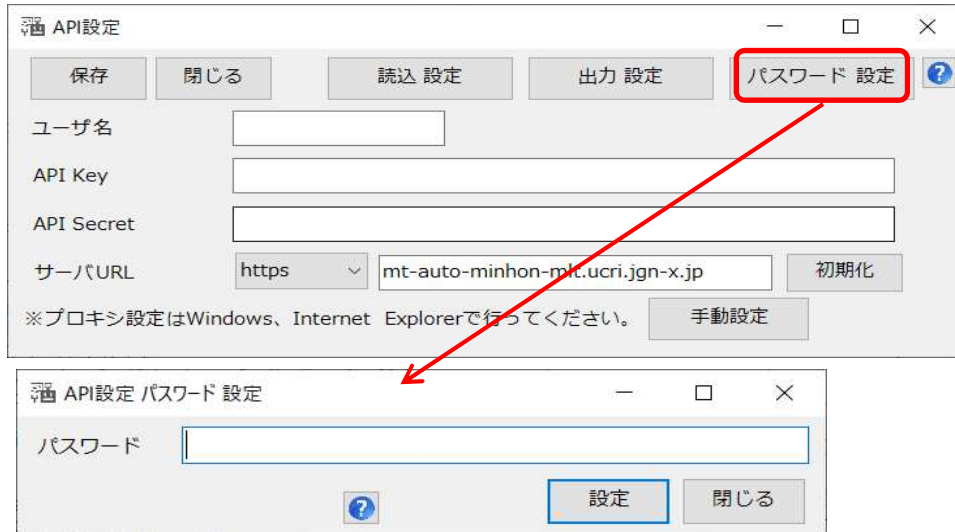 API設定
保存 閉じる 読込 設定 出力 設定 パスワード 設定
ユーザ名
API Key
API Secret
サーバURL https mt-auto-minhon-mlt.ucri.jgn-x.jp 初期化
※プロキシ設定はWindows、Internet Explorerで行ってください。 手動設定
API設定 パスワード 設定
パスワード
設定 閉じる